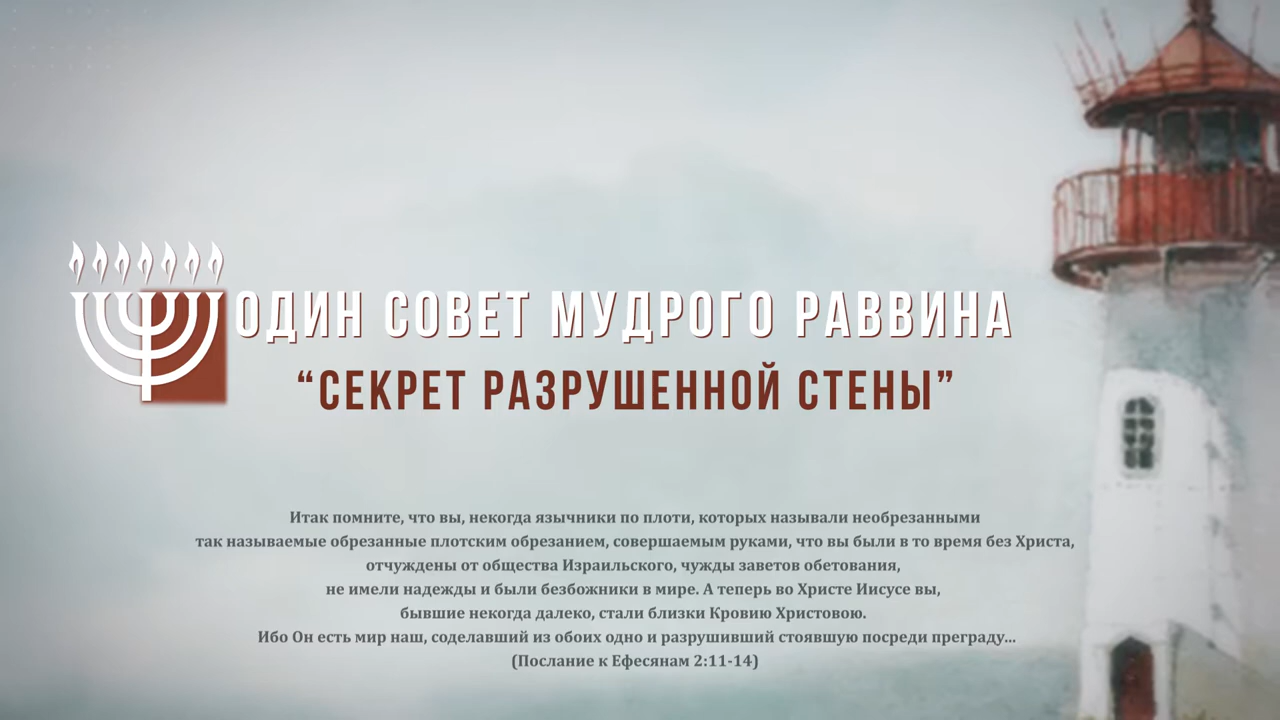 ОДИН СОВЕТ МУДРОГО РАВВИНА
“СЕКРЕТ РАЗРУШЕННОЙ СТЕНЫ”
Итак помните, что вы, некогда язычники по плоти, которых называли необрезанными
так называемые обрезанные плотским обрезанием, совершаемым руками, что вы были в то время без Христа,
отчуждены от общества Израильского, чужды заветов обетования,
не имели надежды и были безбожники в мире. А теперь во Христе Иисусе вы,
бывшие некогда далеко, стали близки Кровию Христовою.
Ибо Он есть мир наш, соделавший из обоих одно и разрушивший стоявшую посреди преграду...
(Послание к Ефесянам 2:11-14)